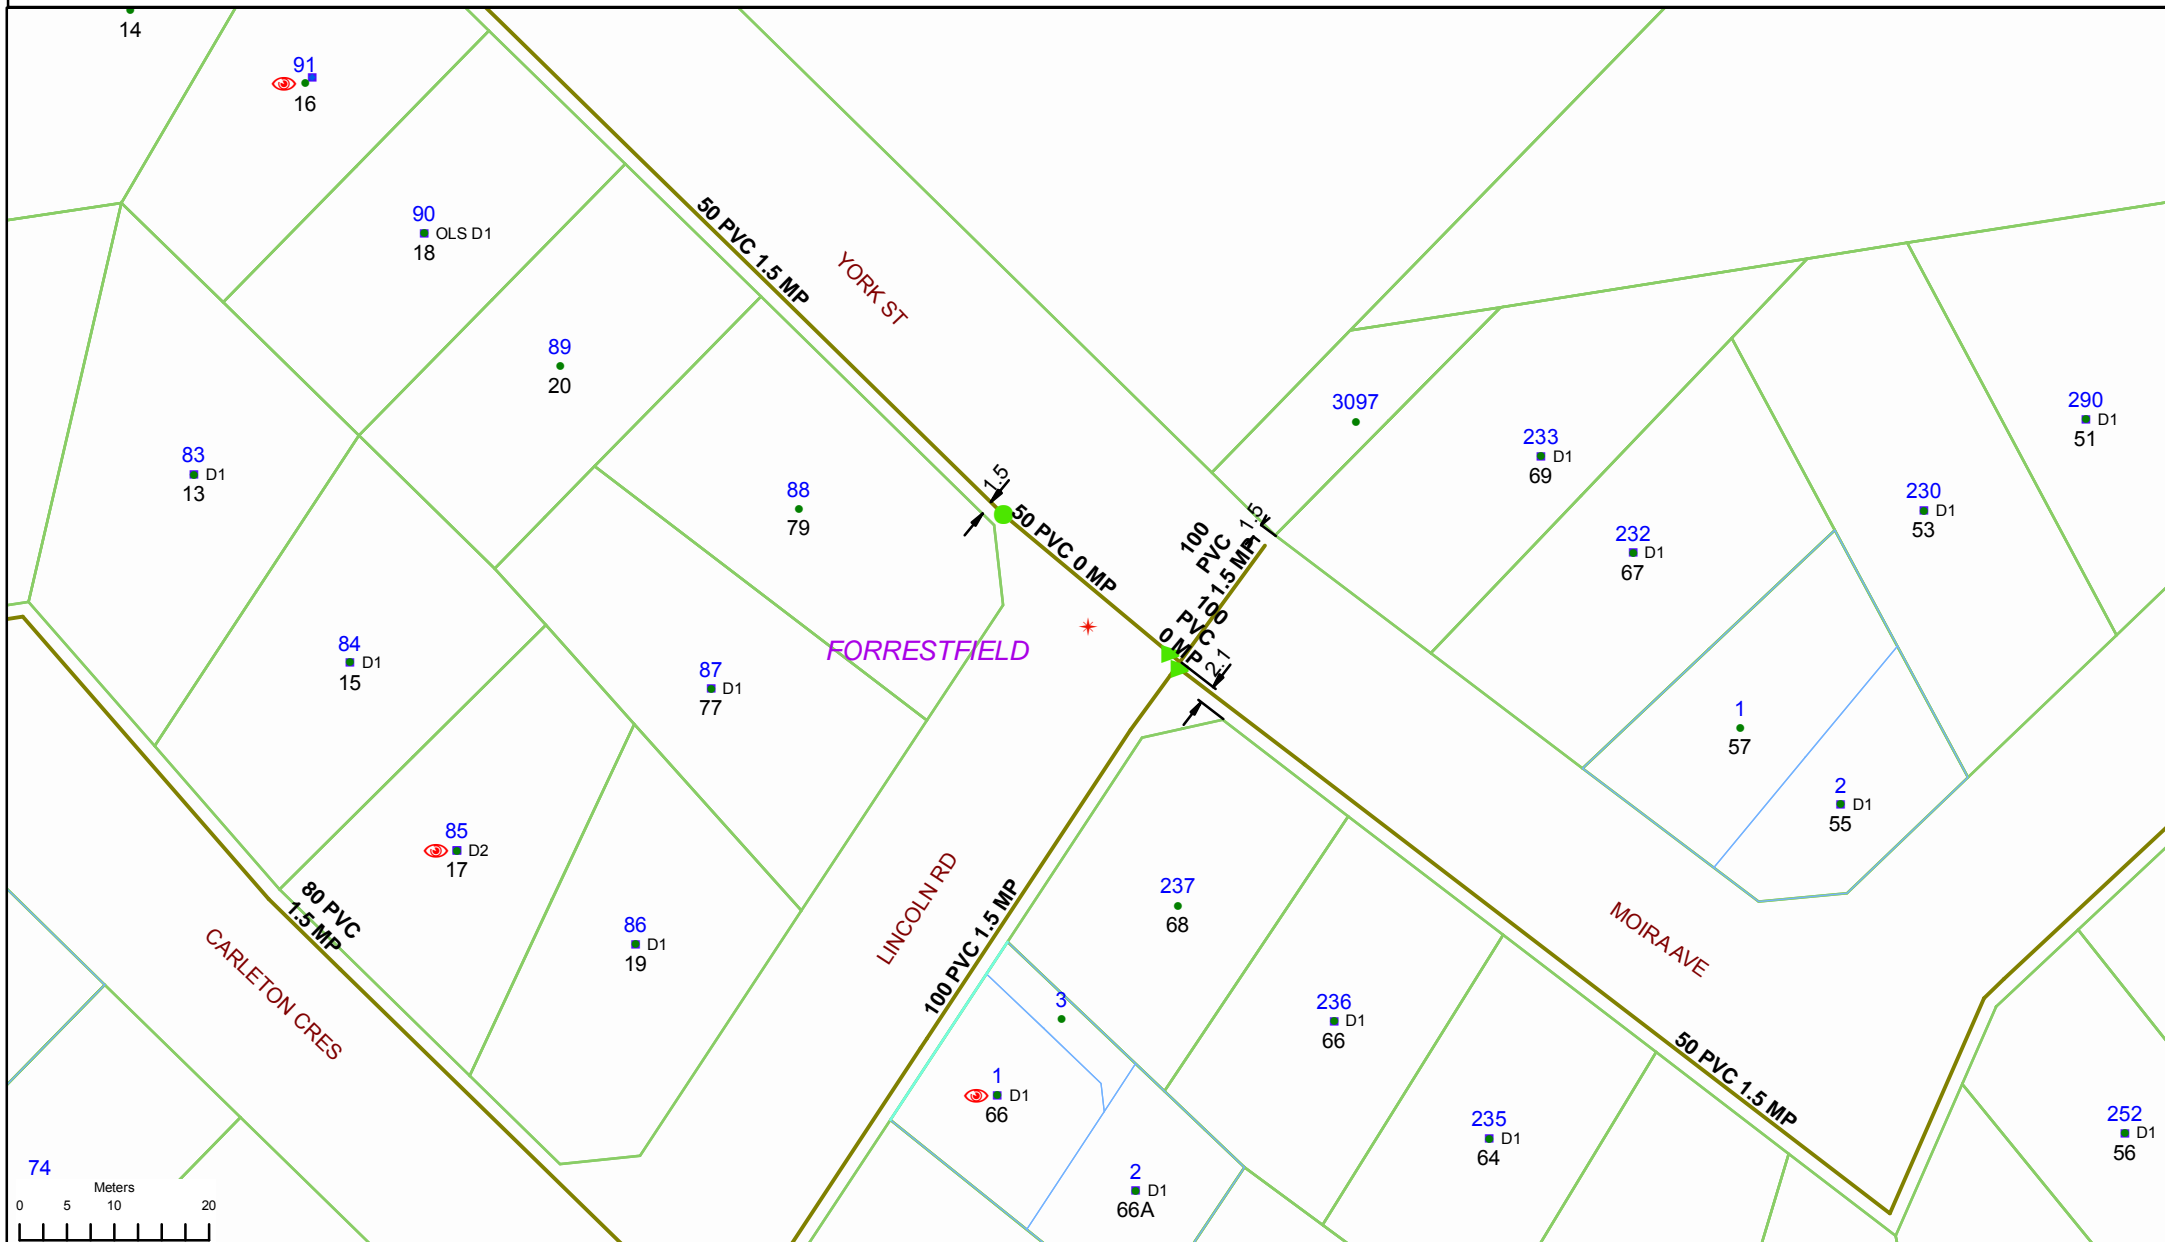 14
91
16
90
OLS D1
18
50 PVC 1.5 MP
YORK ST
89
20
3097
290
D1
51
233
D1
69
83
D1
13
88
79
1.5
50 PVC 0 MP
100
PVC
1.5 MP
1.5
230
D1
53
232
D1
67
100
PVC
0 MP
2.1
FORRESTFIELD
84
D1
15
87
D1
77
1
57
2
D1
55
85
D2
17
80 PVC
1.5 MP
CARLETON CRES
86
D1
19
LINCOLN RD
100 PVC 1.5 MP
237
68
MOIRA AVE
3
236
D1
66
50 PVC 1.5 MP
1
D1
66
235
D1
64
252
D1
56
2
D1
66A
74
Meters
0 5 10 20